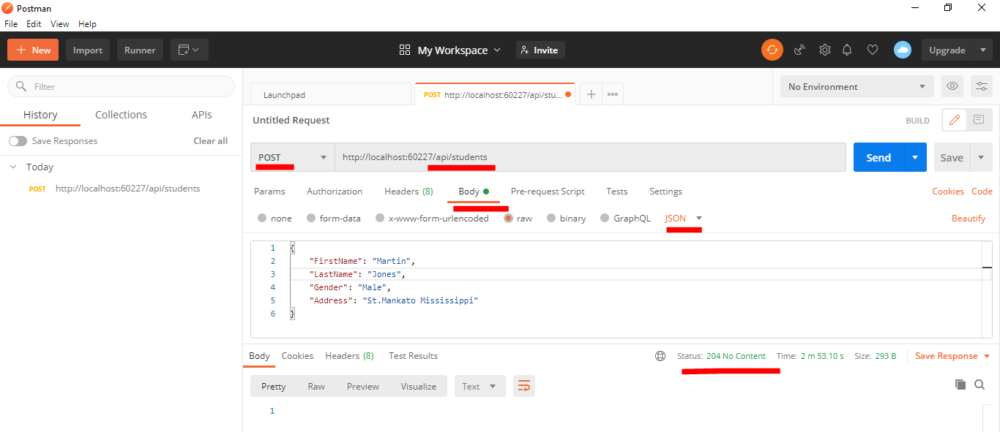 Postman
File Edit View Help
New Import Runner My Workspace Invite Upgrade
Filter
History Collections APIs
Save Responses Clear all
Today
POST http://localhost:60227/api/students
Launchpad POST http://localhost:60227/api/stu... No Environment
Untitled Request BUILD
POST http://localhost:60227/api/students Send Save
Params Authorization Headers (8) Body Pre-request Script Tests Settings Cookies Code
none form-data x-www-form-urlencoded raw binary GraphQL JSON Beautify
1 {
2 "FirstName": "Martin",
3 "LastName": "Jones",
4 "Gender": "Male",
5 "Address": "St.Mankato Mississippi"
6 }
Body Cookies Headers (8) Test Results Status: 204 No Content Time: 2 m 53.10 s Size: 293 B Save Response
Pretty Raw Preview Visualize Text
1